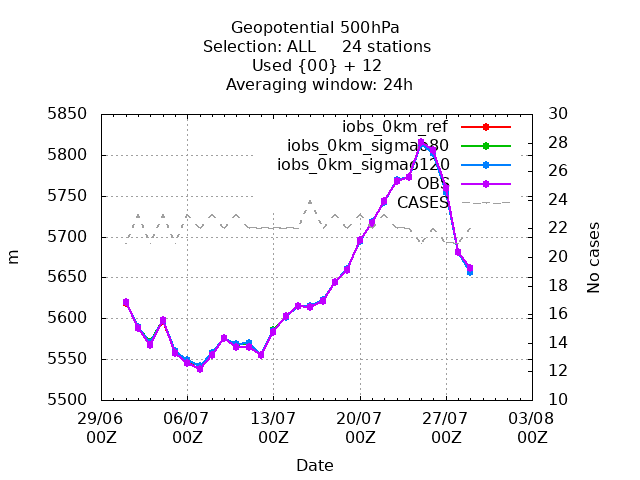 Geopotential 500hPa
Selection: ALL     24 stations
Used {00} + 12
Averaging window: 24h
5850
5800
5750
5700
5650
5600
5550
5500
m
30
28
26
24
22
20
18
16
14
12
10
No cases
iobs_0km_ref
iobs_0km_sigmao80
iobs_0km_sigmao120
OBS
CASES
29/06 06/07 13/07 20/07 27/07 03/08
00Z 00Z 00Z 00Z 00Z 00Z
Date